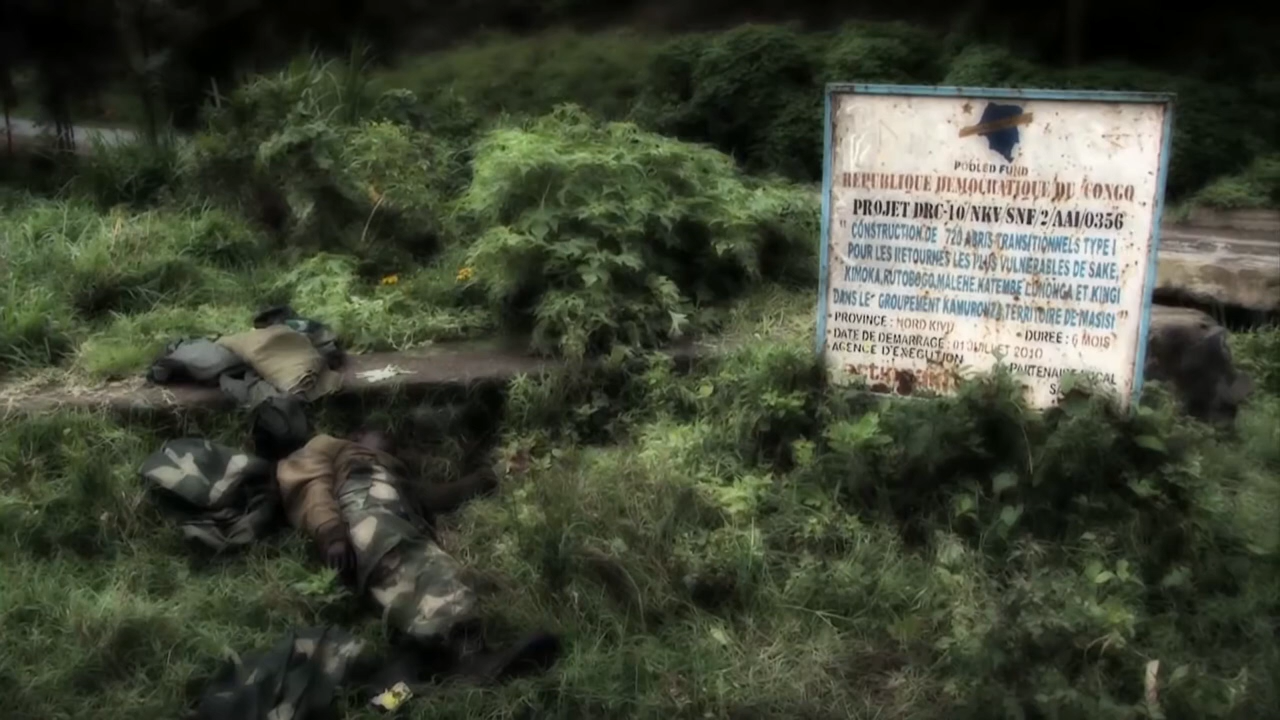 POOLED FUND
REPUBLIQUE DEMOCRATIQUE DU CONGO
PROJET DRC-10/NKV/SNF/2/AAI/0356
"CONSTRUCTION DE 720 ABRIS TRANSITIONNELS TYPE I
POUR LES RETOURNES LES PLUS VULNERABLES DE SAKE,
KIMOKA,RUTOBOGO,MALEHE,KATEMBE LUHONGA ET KINGI
DANS LE GROUPEMENT KAMURONZA TERRITOIRE DE MASISI"
PROVINCE : NORD KIVU • DUREE : 6 MOIS
DATE DE DEMARRAGE : 01 JUILLET 2010
AGENCE D'EXECUTION PARTENAIRE LOCAL